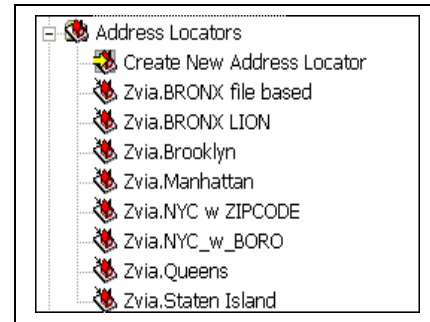 Address Locators
Create New Address Locator
Zvia.BRONX file based
Zvia.BRONX LION
Zvia.Brooklyn
Zvia.Manhattan
Zvia.NYC w ZIPCODE
Zvia.NYC_w_BORO
Zvia.Queens
Zvia.Staten Island